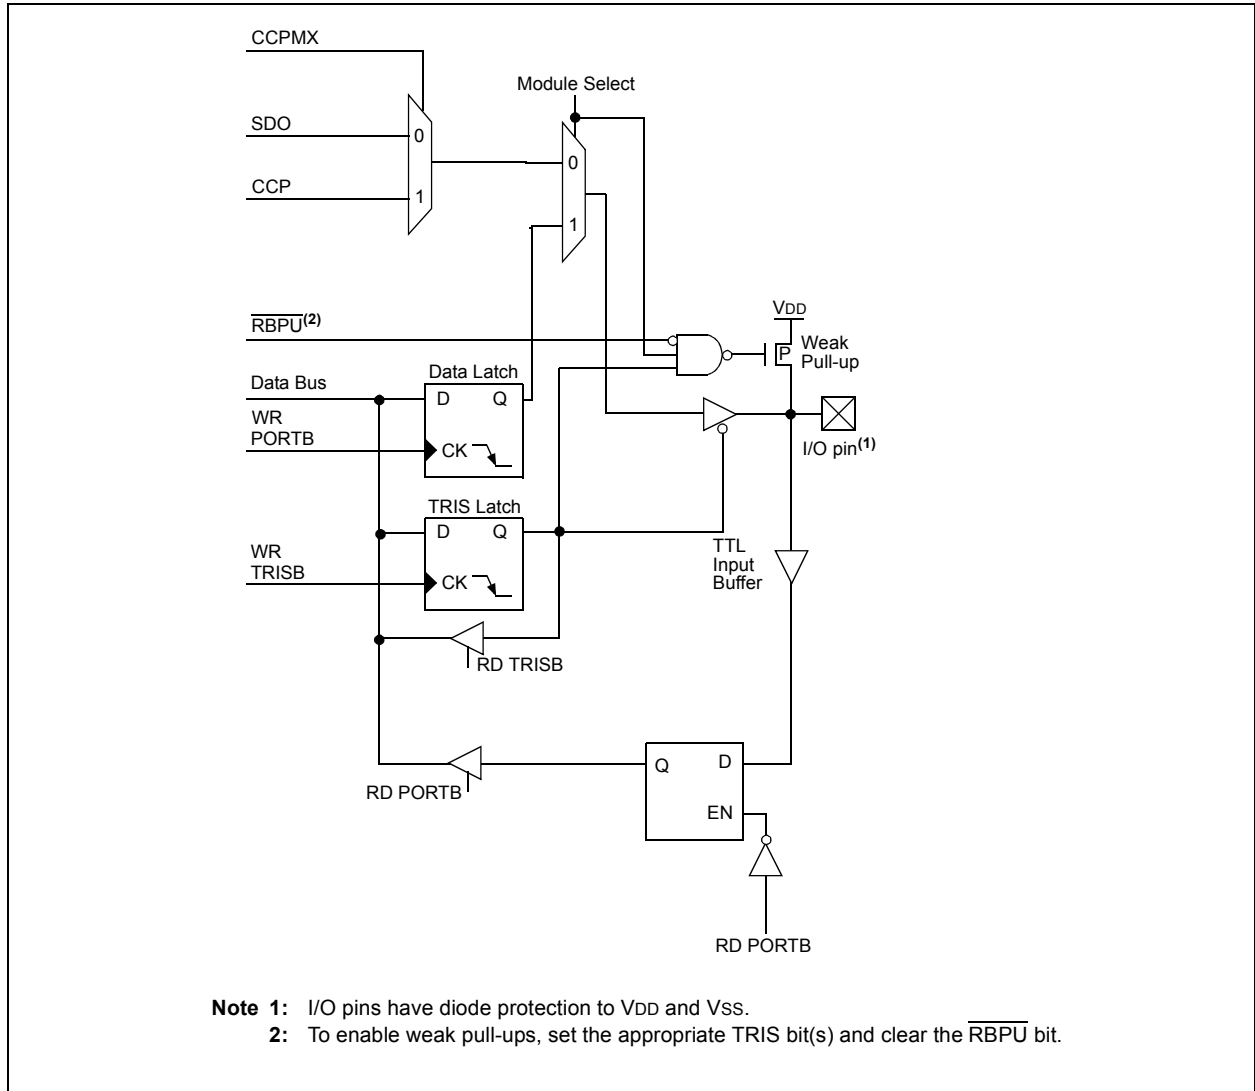 CCPMX
Module Select
SDO
0
0
CCP
1
1
VDD
RBPU(2)
P
Weak
Pull-up
Data Bus
Data Latch
D Q
WR
PORTB
CK
I/O pin(1)
TRIS Latch
D Q
WR
TRISB
CK
TTL
Input
Buffer
RD TRISB
Q D
RD PORTB
EN
RD PORTB
Note 1: I/O pins have diode protection to VDD and VSS.
2: To enable weak pull-ups, set the appropriate TRIS bit(s) and clear the RBPU bit.